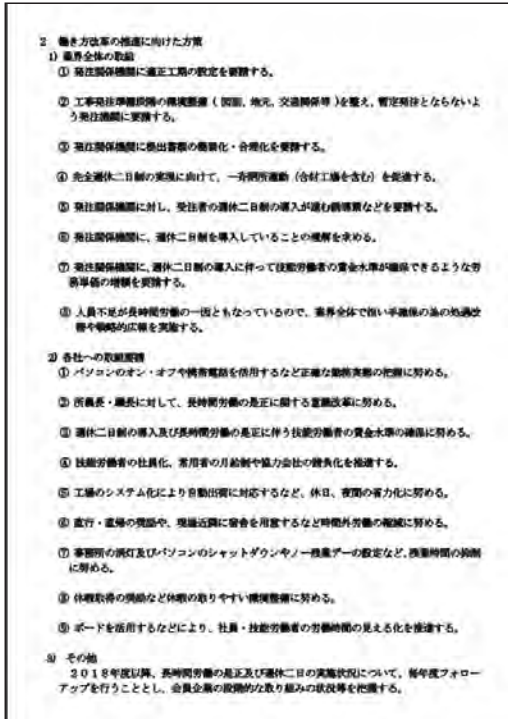 2 働き方改革の推進に向けた方策
1) 業界全体の取組
① 発注関係機関に適正工期の設定を要請する。
② 工事発注準備段階の環境整備(図面、地元、交通関係等)を整え、暫定発注とならないよ
う発注機関に要請する。
③ 発注関係機関に提出書類の簡素化・合理化を要請する。
④ 完全週休二日制の実現に向けて、一斉閉所運動(合材工場を含む)を促進する。
⑤ 発注関係機関に対し、受注者の週休二日制の導入が進む誘導策などを要請する。
⑥ 発注関係機関に、週休二日制を導入していることの理解を求める。
⑦ 発注関係機関に、週休二日制の導入に伴って技能労働者の賃金水準が確保できるような労
務単価の増額を要請する。
⑧ 人員不足が長時間労働の一因ともなっているので、業界全体で担い手確保の為の処遇改
善や戦略的広報を実施する。
2) 各社への取組要請
① パソコンのオン・オフや携帯電話を活用するなど正確な勤務実態の把握に努める。
② 所属長・職長に対して、長時間労働の是正に関する意識改革に努める。
③ 週休二日制の導入及び長時間労働の是正に伴う技能労働者の賃金水準の確保に努める。
④ 技能労働者の社員化、常用者の月給制や協力会社の請負化を推進する。
⑤ 工場のシステム化により自動出荷に対応するなど、休日、夜間の省力化に努める。
⑥ 直行・直帰の奨励や、現場近隣に宿舎を用意するなど時間外労働の縮減に努める。
⑦ 事務所の消灯及びパソコンのシャットダウンやノー残業デーの設定など、残業時間の抑制
に努める。
⑧ 休暇取得の奨励など休暇の取りやすい環境整備に努める。
⑨ ボードを活用するなどにより、社員・技能労働者の労働時間の見える化を推進する。
3) その他
2018年度以降、長時間労働の是正及び週休二日の実施状況について、毎年度フォロー
アップを行うこととし、会員企業の段階的な取り組みの状況等を把握する。